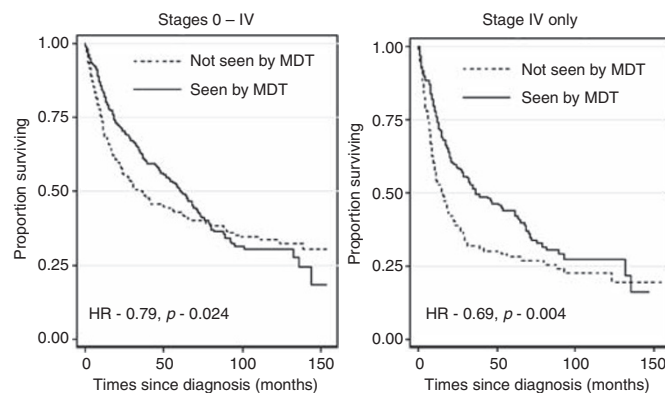 Stages 0 – IV
1.00
0.75
0.50
0.25
0.00
Proportion surviving
Not seen by MDT
Seen by MDT
HR - 0.79, p - 0.024
0 50 100 150
Times since diagnosis (months)
Stage IV only
1.00
0.75
0.50
0.25
0.00
Proportion surviving
Not seen by MDT
Seen by MDT
HR - 0.69, p - 0.004
0 50 100 150
Times since diagnosis (months)